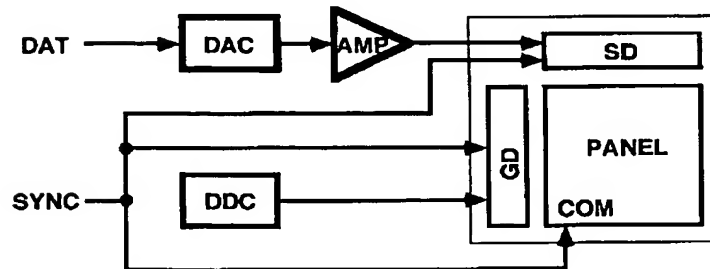 DAT
DAC
AMP
SD
GD
PANEL
COM
SYNC
DDC